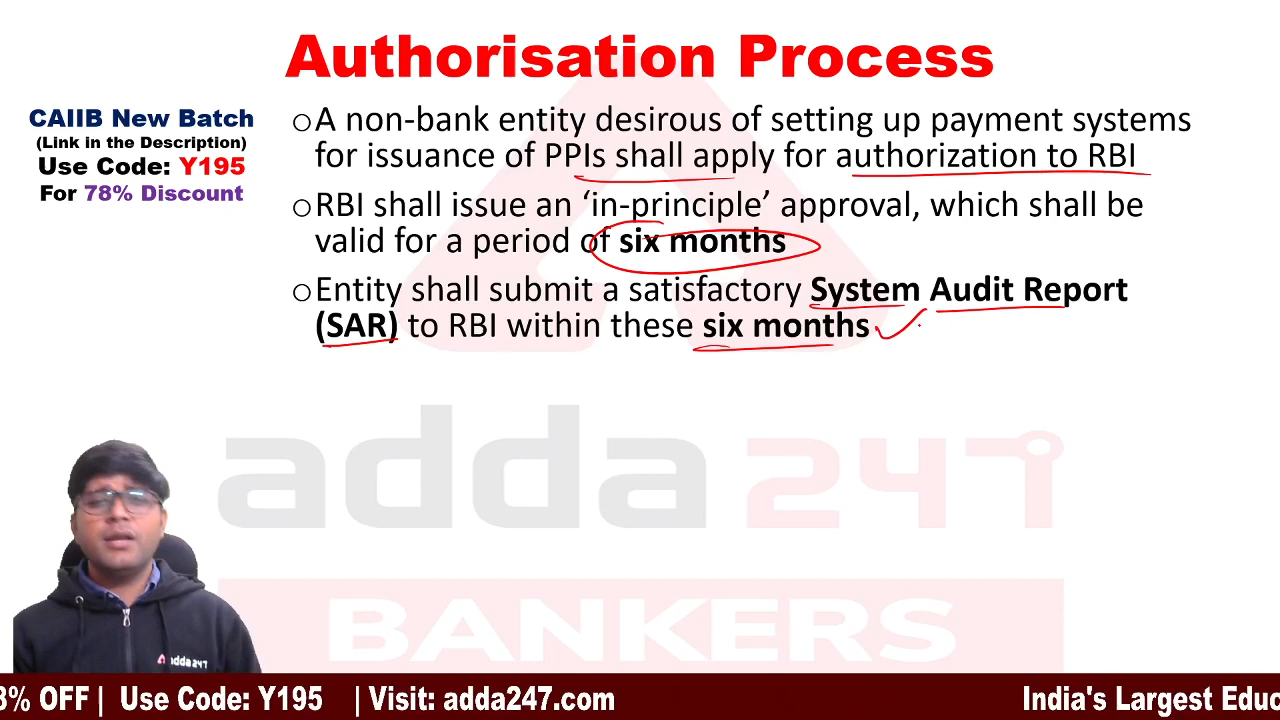 Authorisation Process
CAIIB New Batch
(Link in the Description)
Use Code: Y195
For 78% Discount
○A non-bank entity desirous of setting up payment systems
for issuance of PPIs shall apply for authorization to RBI
○RBI shall issue an ‘in-principle’ approval, which shall be
valid for a period of six months
○Entity shall submit a satisfactory System Audit Report
(SAR) to RBI within these six months
adda247
BANKERS
adda247
8% OFF | Use Code: Y195 | Visit: adda247.com India's Largest Educ